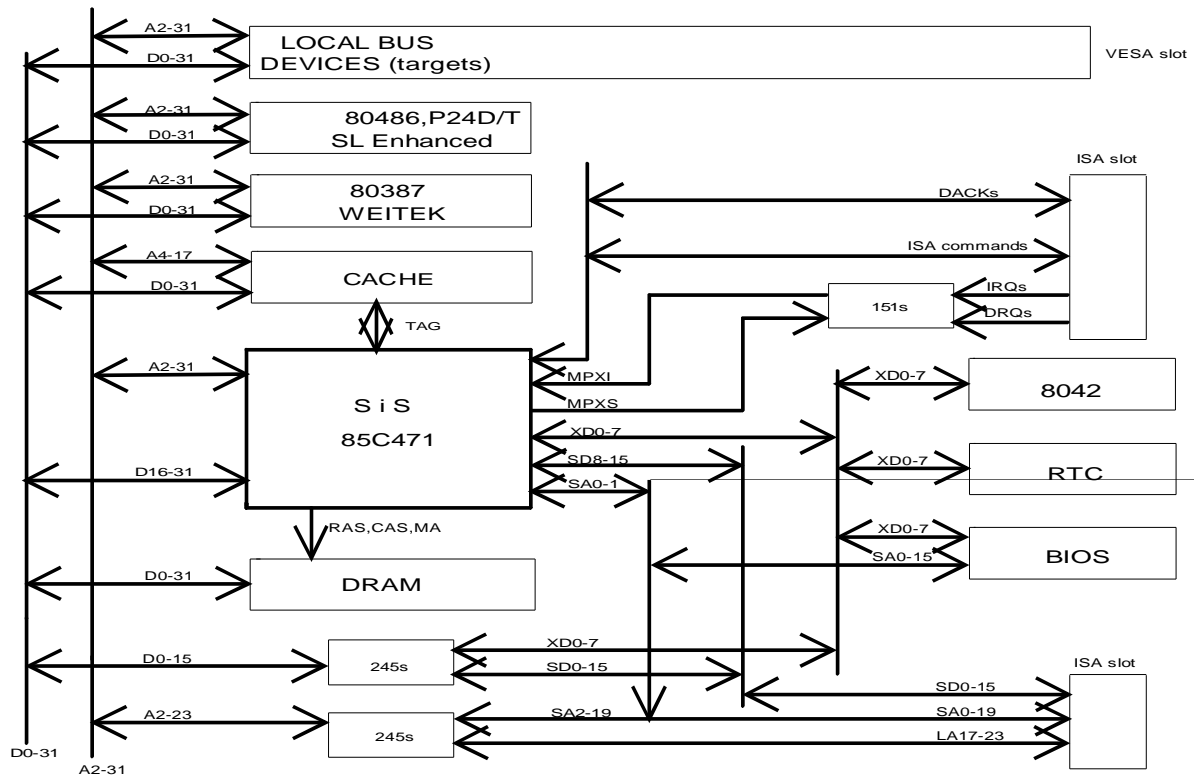 A2-31
LOCAL BUS
D0-31
DEVICES (targets)
VESA slot
A2-31
80486,P24D/T
D0-31
SL Enhanced
ISA slot
A2-31
80387
D0-31
WEITEK
DACKs
A4-17
ISA commands
D0-31
CACHE
IRQs
151s
DRQs
TAG
A2-31
MPXI
XD0-7
8042
S i S
MPXS
85C471
XD0-7
SD8-15
XD0-7
RTC
D16-31
SA0-1
RAS,CAS,MA
XD0-7
SA0-15
BIOS
D0-31
DRAM
XD0-7
D0-15
245s
SD0-15
ISA slot
SD0-15
A2-23
SA2-19
SA0-19
245s
LA17-23
D0-31
A2-31